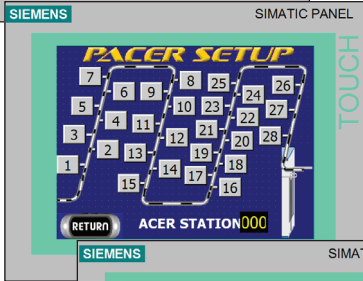 SIEMENS SIMATIC PANEL
TOUCH
PACER SETUP
7 6 9 8 25 24 26
5 4 11 10 23 22 27
3 2 13 12 21 20 28
1 15 14 19 18
17 16
RETURN ACER STATION 000
SIEMENS SIMAT